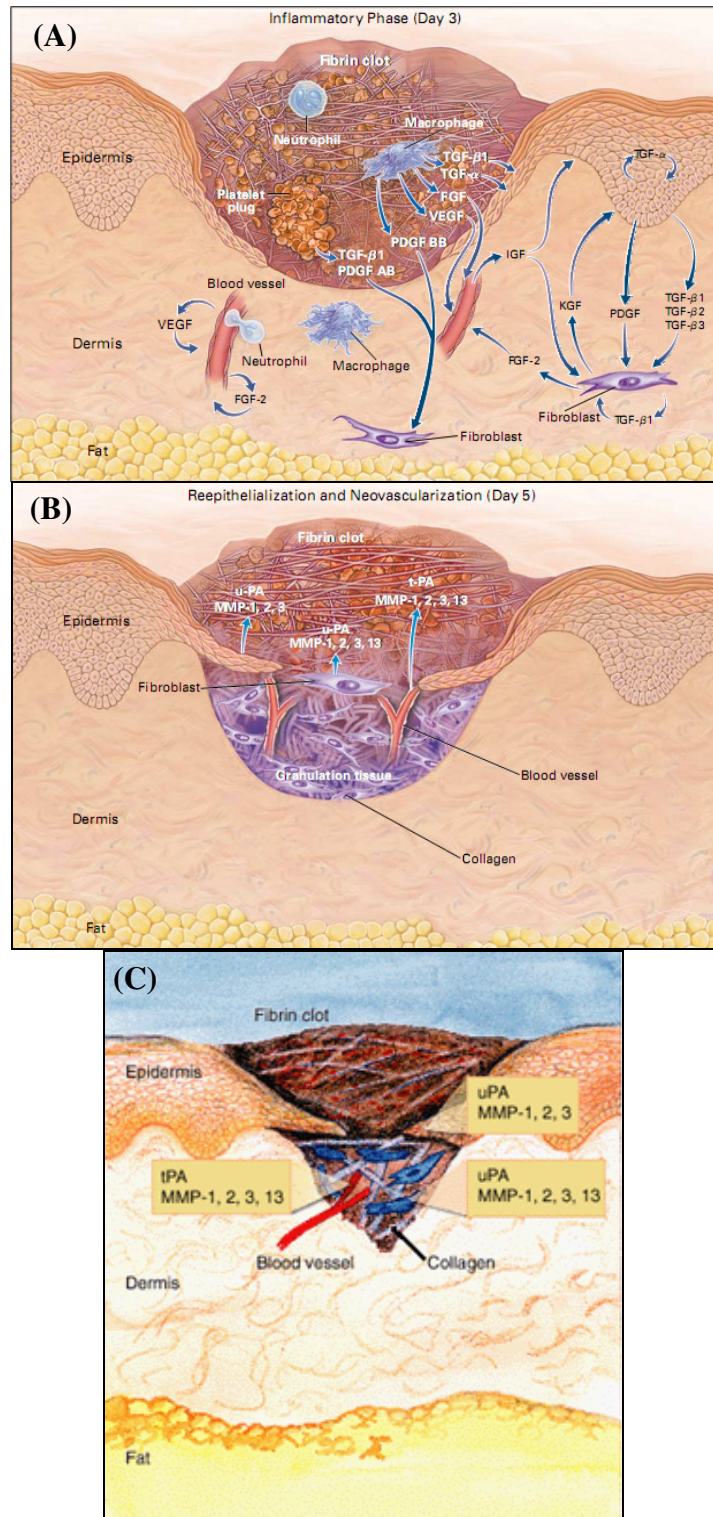 (A)
Inflammatory Phase (Day 3)
Fibrin clot
Neutrophil
Macrophage
TGF-β1
TGF-α
FGF
VEGF
Epidermis
TGF-α
Platelet
plug
PDGF BB
TGF-β1
PDGF AB
IGF
Blood vessel
VEGF
KGF
PDGF
TGF-β1
TGF-β2
TGF-β3
Dermis
Neutrophil
Macrophage
FGF-2
FGF-2
Fibroblast
TGF-β1
Fibroblast
Fat
(B)
Reepithelialization and Neovascularization (Day 5)
Fibrin clot
u-PA
MMP-1, 2, 3
t-PA
MMP-1, 2, 3, 13
u-PA
MMP-1, 2, 3, 13
Epidermis
Fibroblast
Granulation tissue
Blood vessel
Dermis
Collagen
Fat
(C)
Fibrin clot
Epidermis
uPA
MMP-1, 2, 3
tPA
MMP-1, 2, 3, 13
uPA
MMP-1, 2, 3, 13
Blood vessel
Collagen
Dermis
Fat